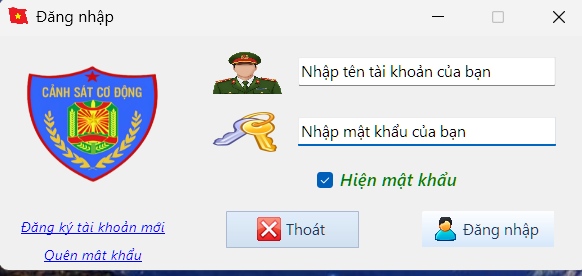 Đăng nhập
CẢNH SÁT CƠ ĐỘNG
Nhập tên tài khoản của bạn
Nhập mật khẩu của bạn
Hiện mật khẩu
Đăng ký tài khoản mới
Quên mật khẩu
Thoát
Đăng nhập